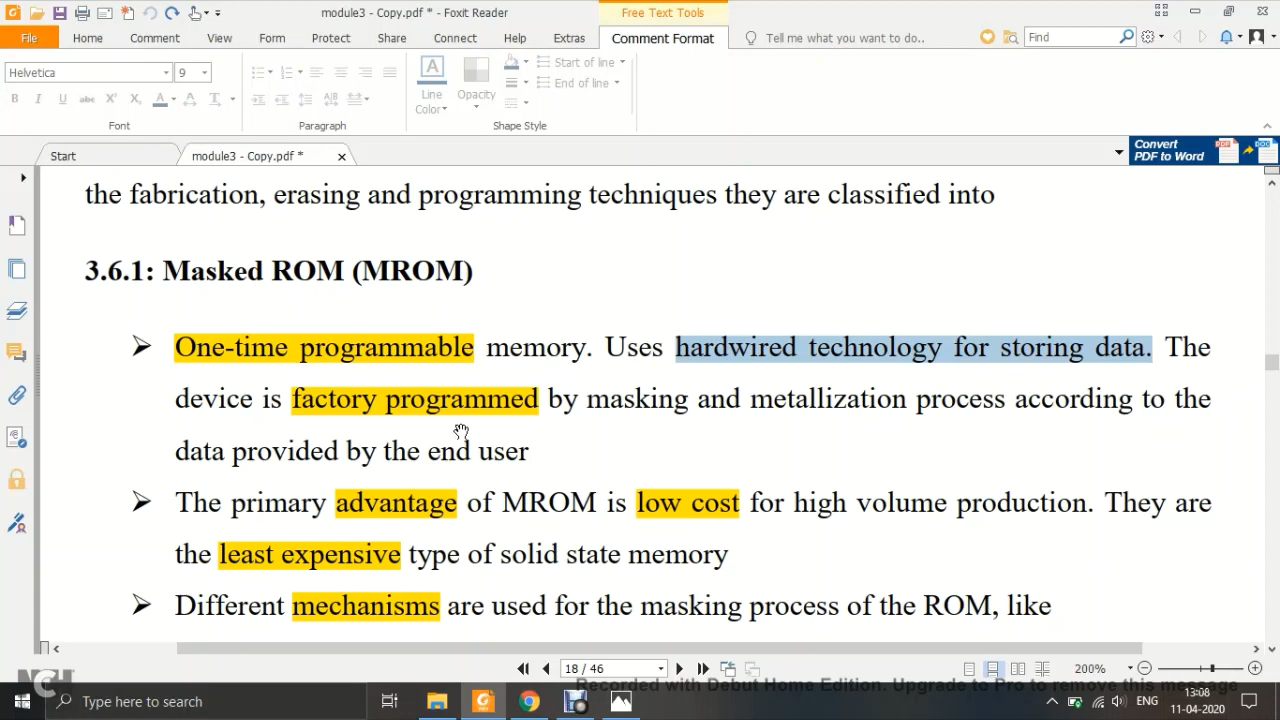 module3 - Copy.pdf * - Foxit Reader
Free Text Tools
File Home Comment View Form Protect Share Connect Help Extras Comment Format Tell me what you want to do.. Find
Helvetica 9
Start of line
End of line
Line Color
Opacity
B I U abc X² X₂ A A T
Font Paragraph Shape Style
Start
module3 - Copy.pdf *
Convert PDF to Word
the fabrication, erasing and programming techniques they are classified into
3.6.1: Masked ROM (MROM)
One-time programmable memory. Uses hardwired technology for storing data. The
device is factory programmed by masking and metallization process according to the
data provided by the end user
The primary advantage of MROM is low cost for high volume production. They are
the least expensive type of solid state memory
Different mechanisms are used for the masking process of the ROM, like
18 / 46
200%
NCH
Recorded with Debut Home Edition. Upgrade to Pro to remove this message
Type here to search
ENG
13:08
11-04-2020